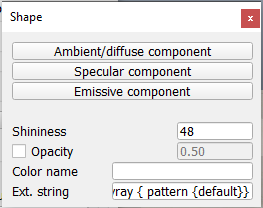 Shape
x
Ambient/diffuse component
Specular component
Emissive component
Shininess 48
Opacity 0.50
Color name
Ext. string vray { pattern {default}}